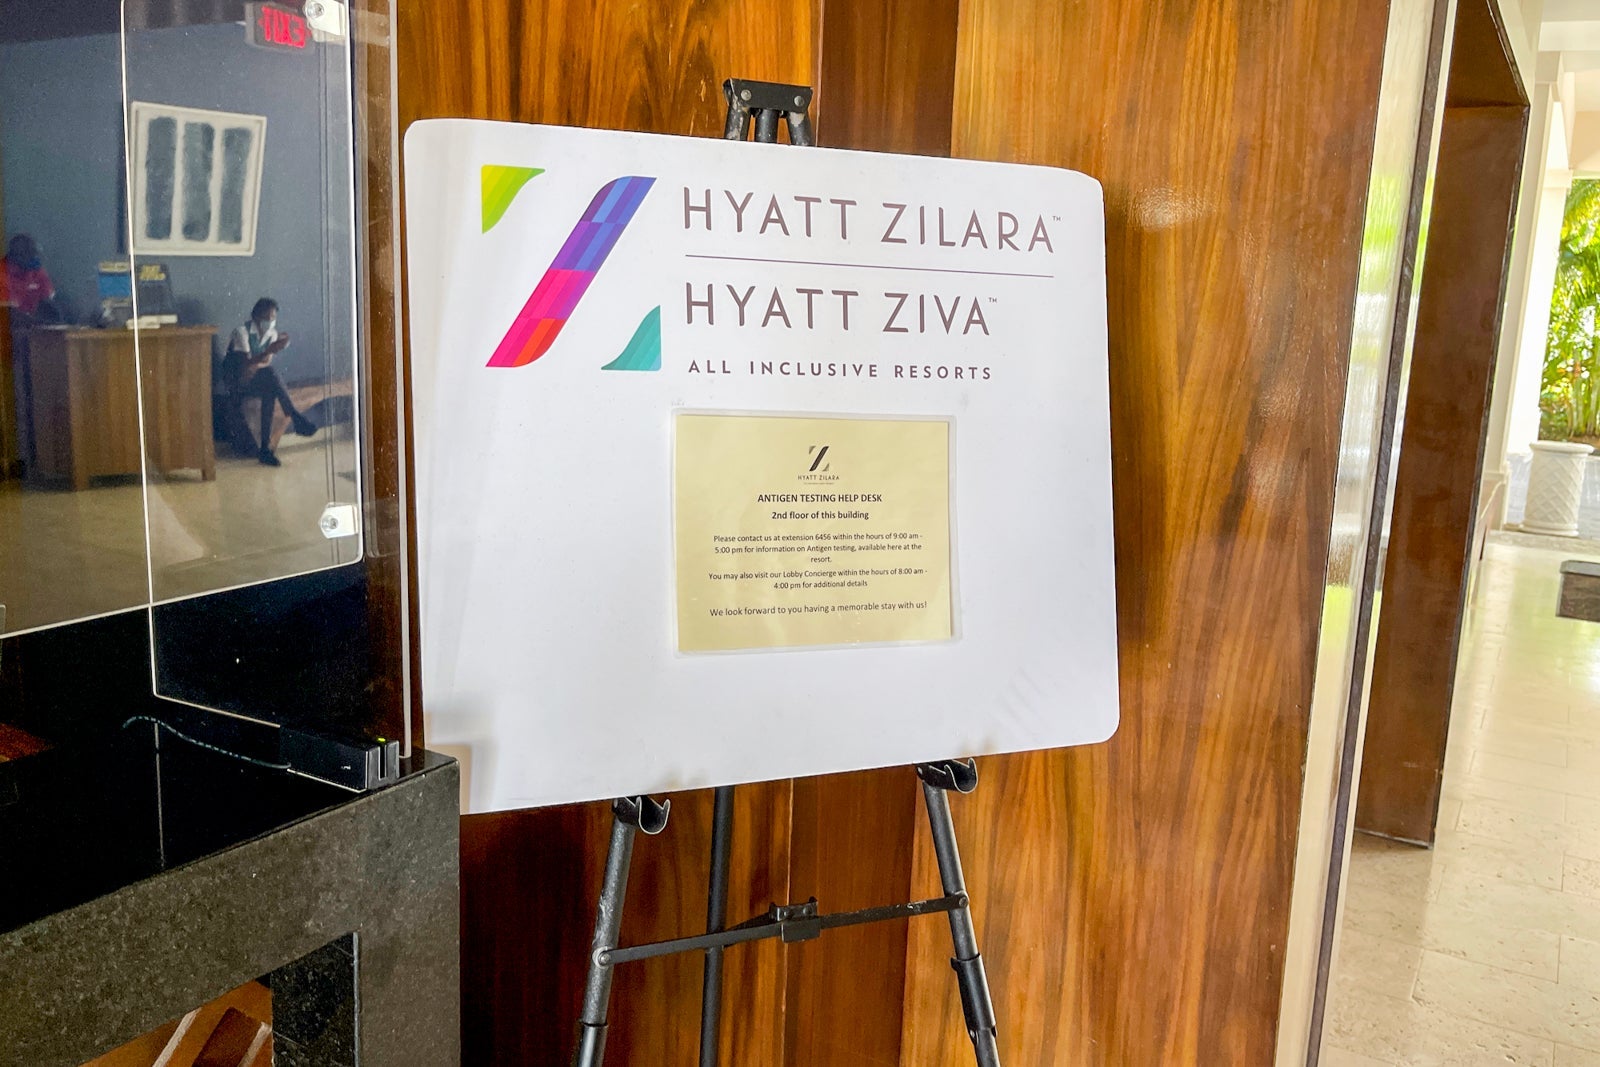 EXIT
HYATT ZILARA™
HYATT ZIVA™
ALL INCLUSIVE RESORTS
HYATT ZILARA
ANTIGEN TESTING HELP DESK
2nd floor of this building
Please contact us at extension 6456 within the hours of 9:00 am -
5:00 pm for information on Antigen testing, available here at the
resort.
You may also visit our Lobby Concierge within the hours of 8:00 am -
4:00 pm for additional details
We look forward to you having a memorable stay with us!